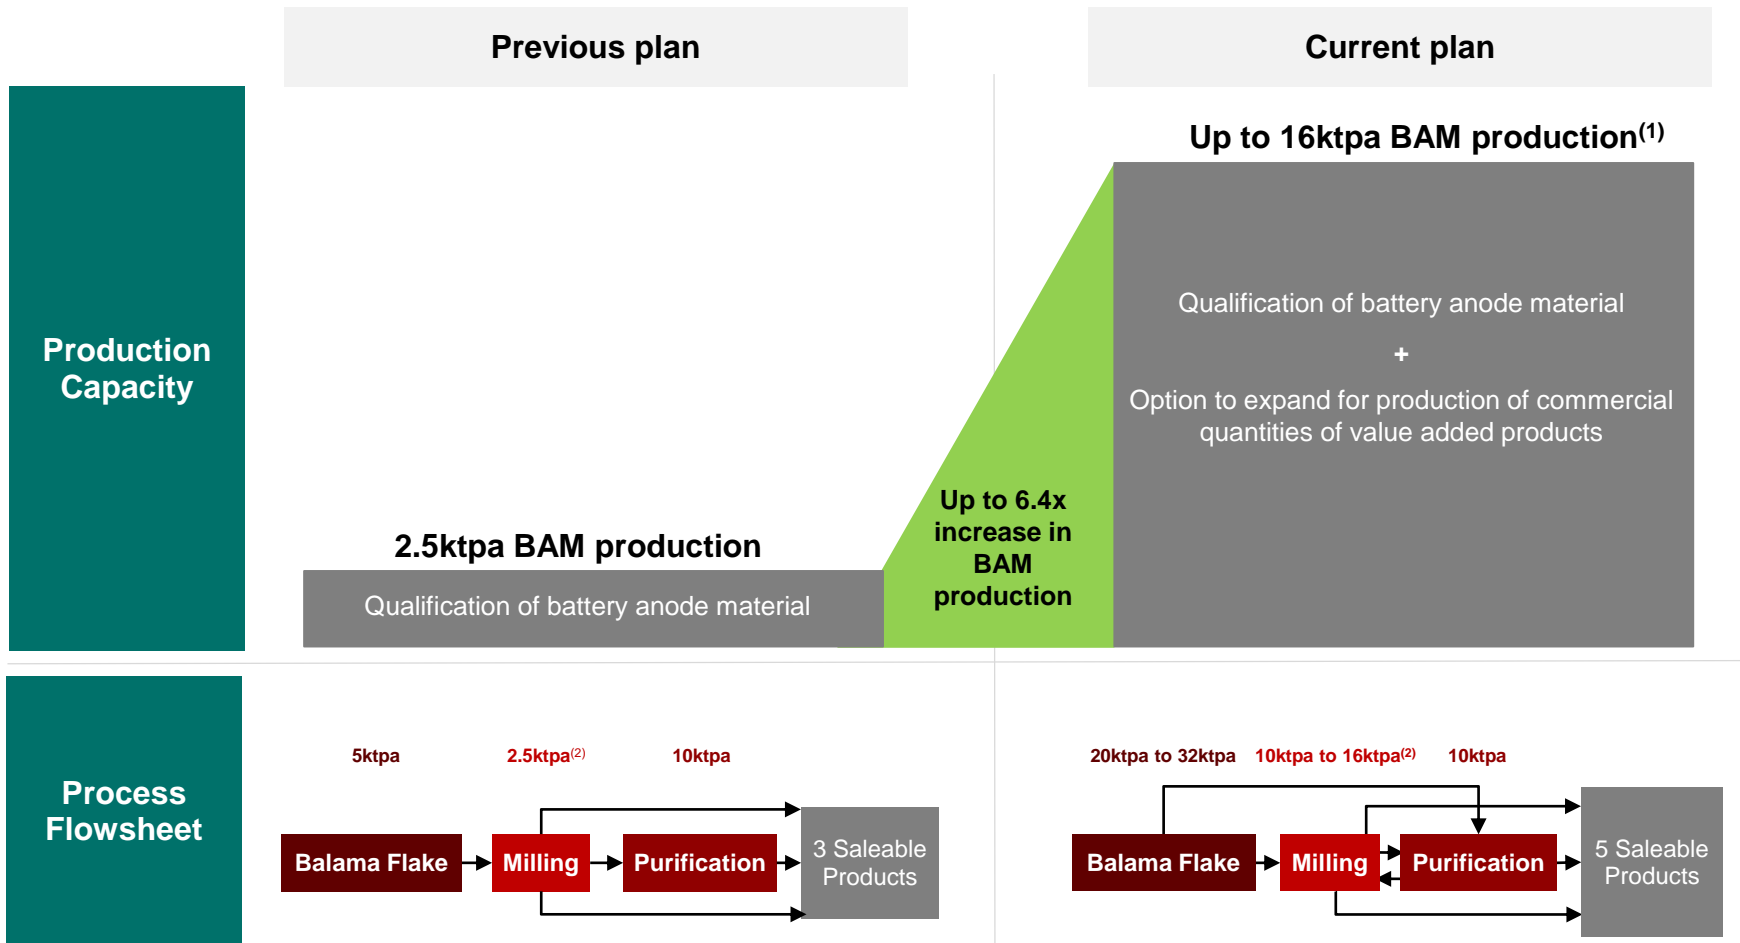 Previous plan
Current plan
Production
Capacity
Up to 16ktpa BAM production(1)
Qualification of battery anode material
+
Option to expand for production of commercial
quantities of value added products
Up to 6.4x
increase in
BAM
production
2.5ktpa BAM production
Qualification of battery anode material
Process
Flowsheet
5ktpa
2.5ktpa(2)
10ktpa
Balama Flake
Milling
Purification
3 Saleable
Products
20ktpa to 32ktpa
10ktpa to 16ktpa(2)
10ktpa
Balama Flake
Milling
Purification
5 Saleable
Products